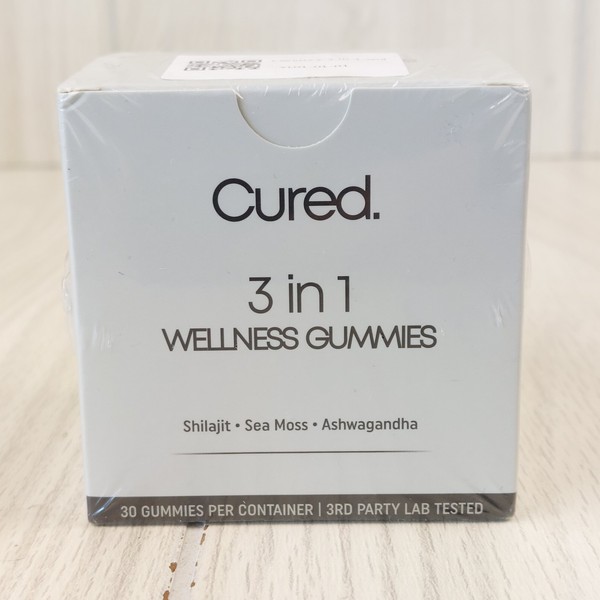 Cured.
3 in 1
WELLNESS GUMMIES
Shilajit • Sea Moss • Ashwagandha
30 GUMMIES PER CONTAINER | 3RD PARTY LAB TESTED